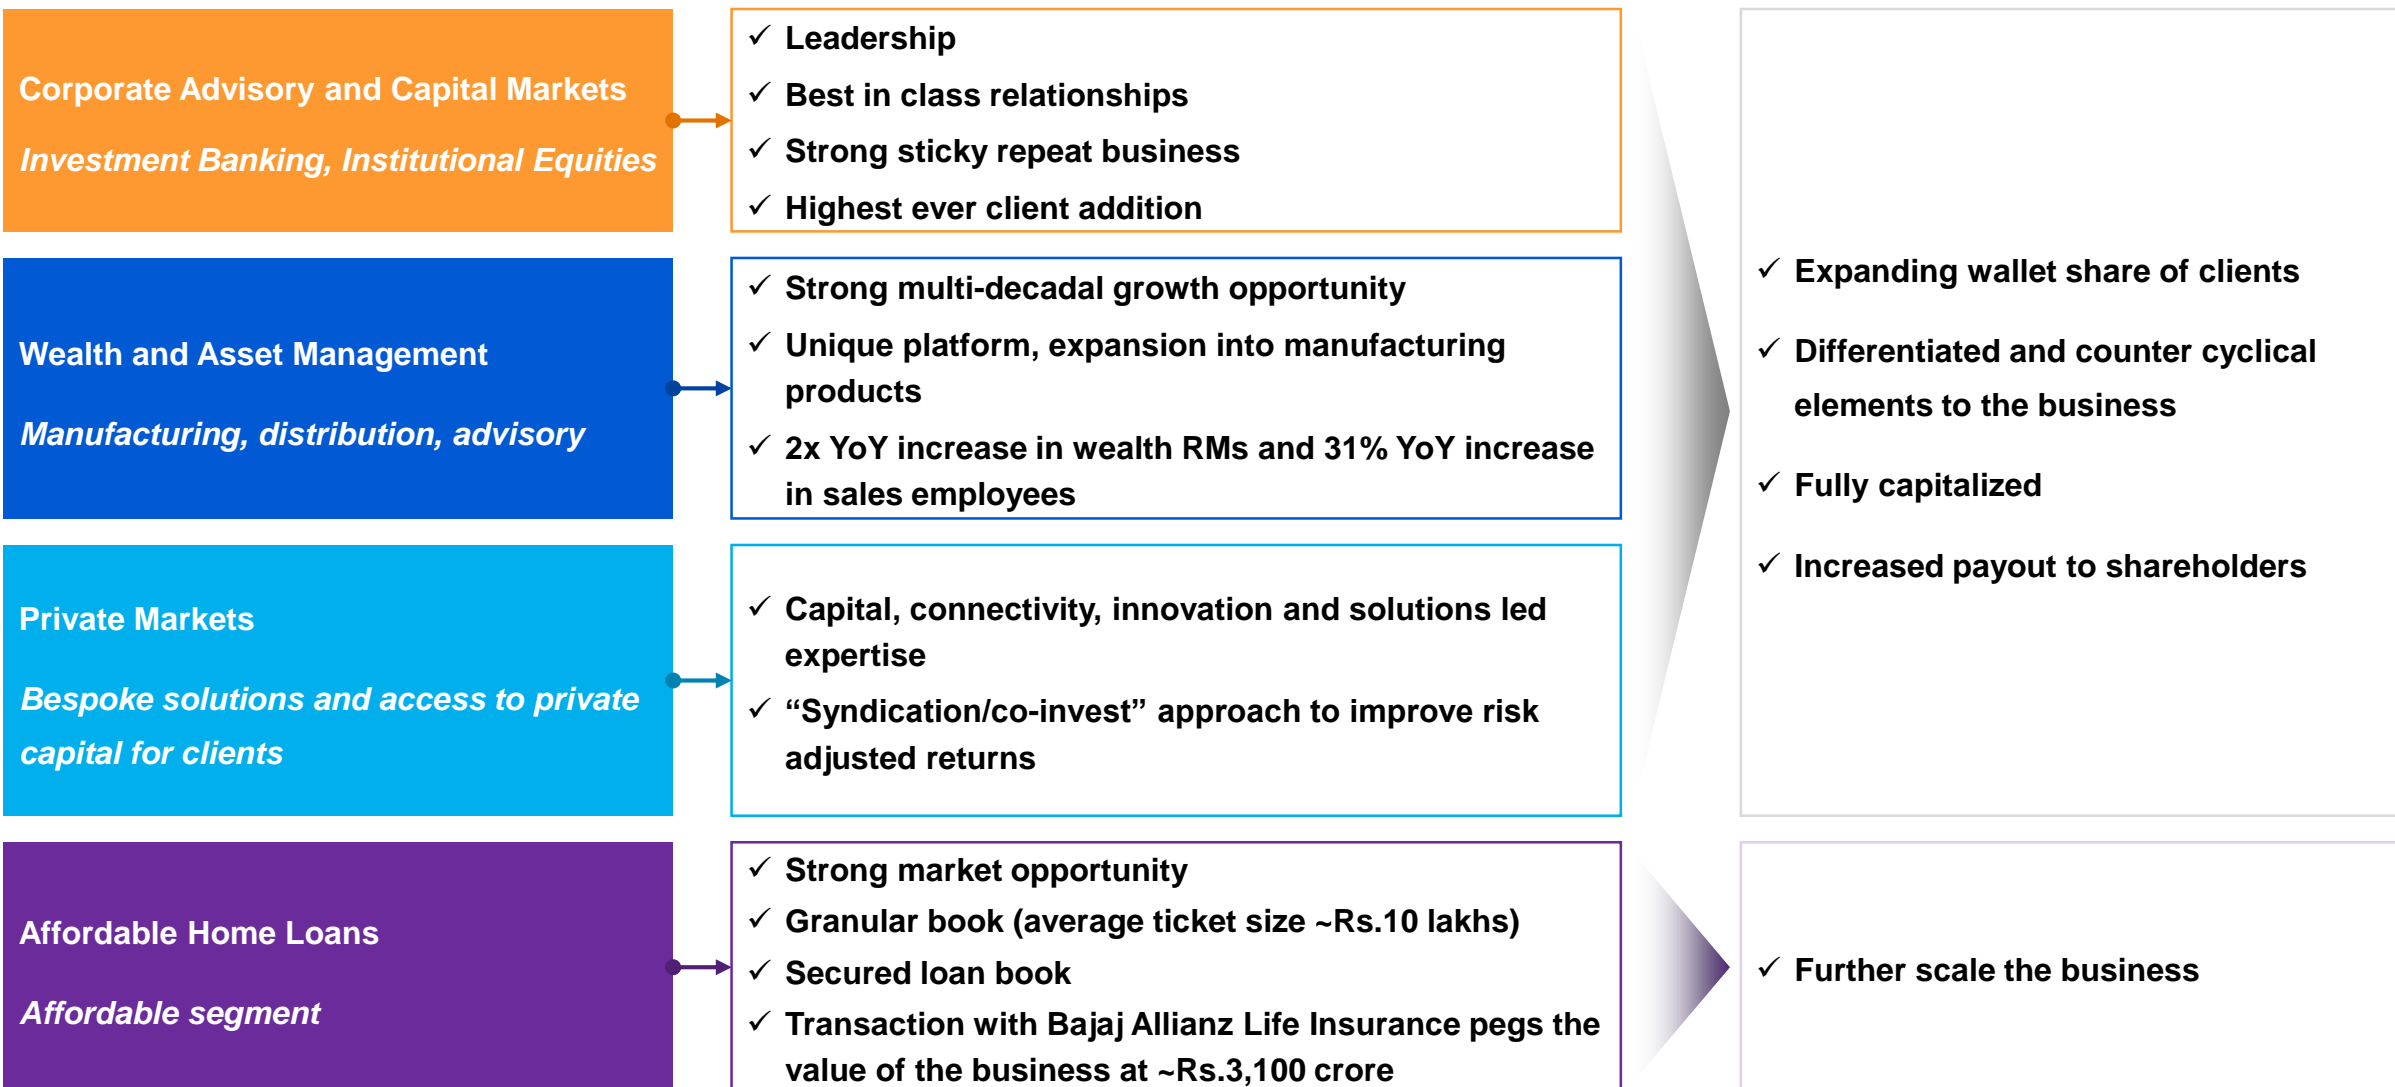 Corporate Advisory and Capital Markets
Investment Banking, Institutional Equities
✓ Leadership
✓ Best in class relationships
✓ Strong sticky repeat business
✓ Highest ever client addition
Wealth and Asset Management
Manufacturing, distribution, advisory
✓ Strong multi-decadal growth opportunity
✓ Unique platform, expansion into manufacturing
products
✓ 2x YoY increase in wealth RMs and 31% YoY increase
in sales employees
Private Markets
Bespoke solutions and access to private
capital for clients
✓ Capital, connectivity, innovation and solutions led
expertise
✓ “Syndication/co-invest” approach to improve risk
adjusted returns
✓ Expanding wallet share of clients
✓ Differentiated and counter cyclical
elements to the business
✓ Fully capitalized
✓ Increased payout to shareholders
Affordable Home Loans
Affordable segment
✓ Strong market opportunity
✓ Granular book (average ticket size ~Rs.10 lakhs)
✓ Secured loan book
✓ Transaction with Bajaj Allianz Life Insurance pegs the
value of the business at ~Rs.3,100 crore
✓ Further scale the business